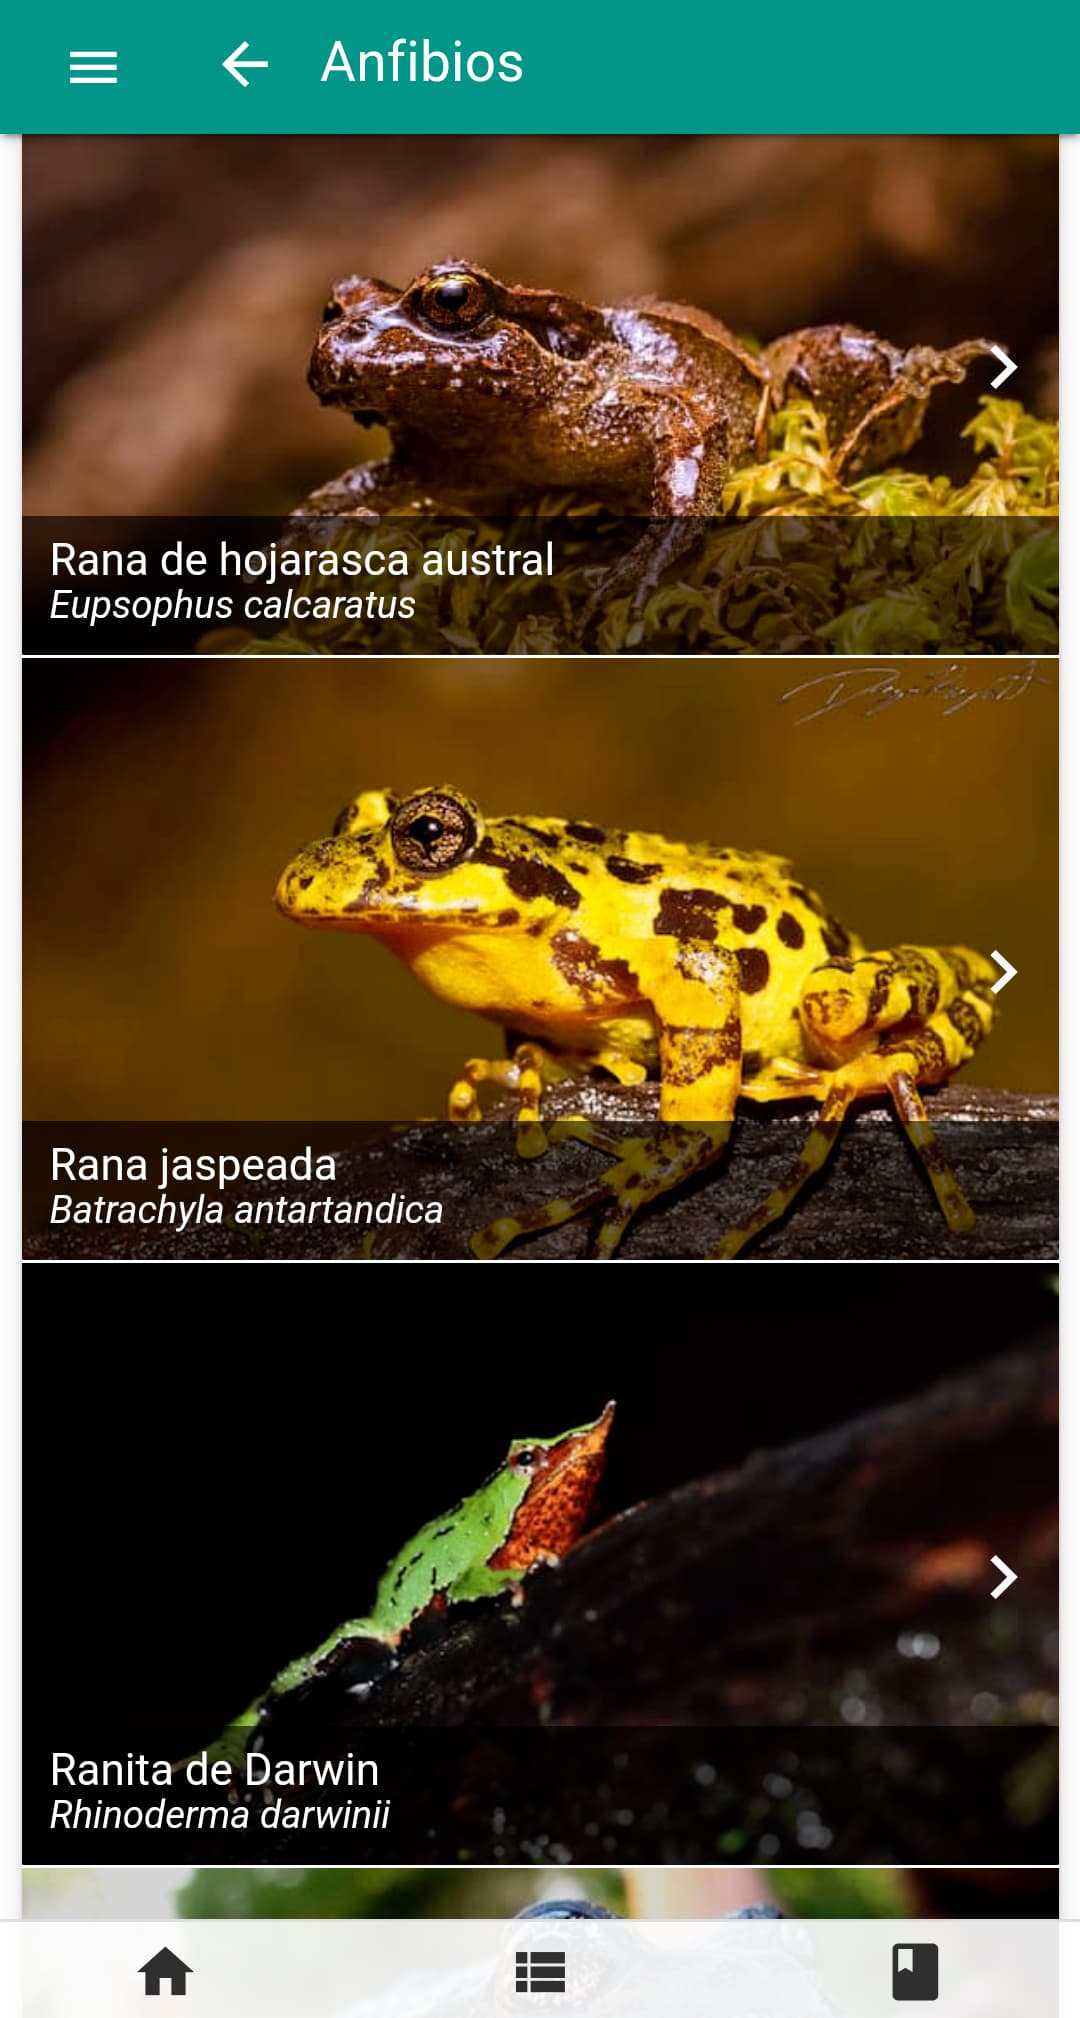 Anfibios
Rana de hojarasca austral
Eupsophus calcaratus
Rana jaspeada
Batrachyla antartandica
Ranita de Darwin
Rhinoderma darwinii